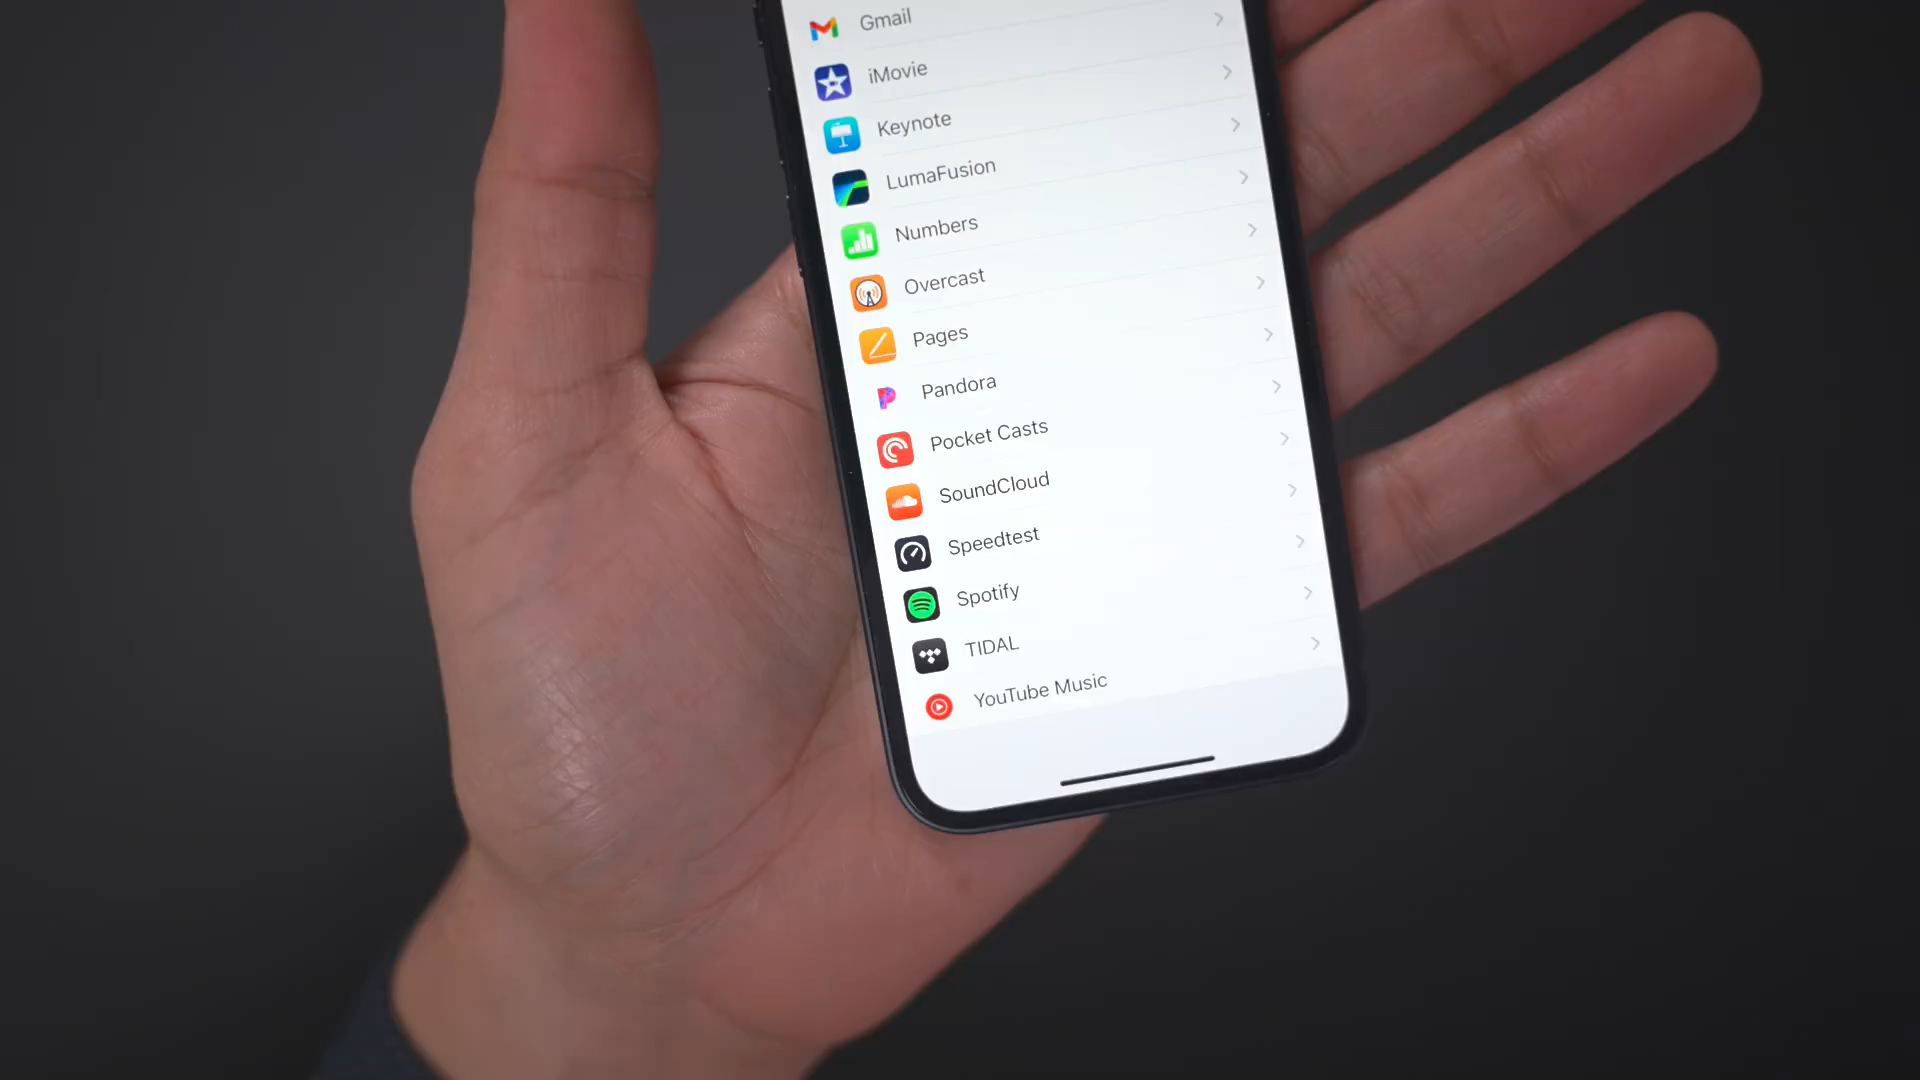 Gmail
iMovie
Keynote
LumaFusion
Numbers
Overcast
Pages
Pandora
Pocket Casts
SoundCloud
Speedtest
Spotify
TIDAL
YouTube Music